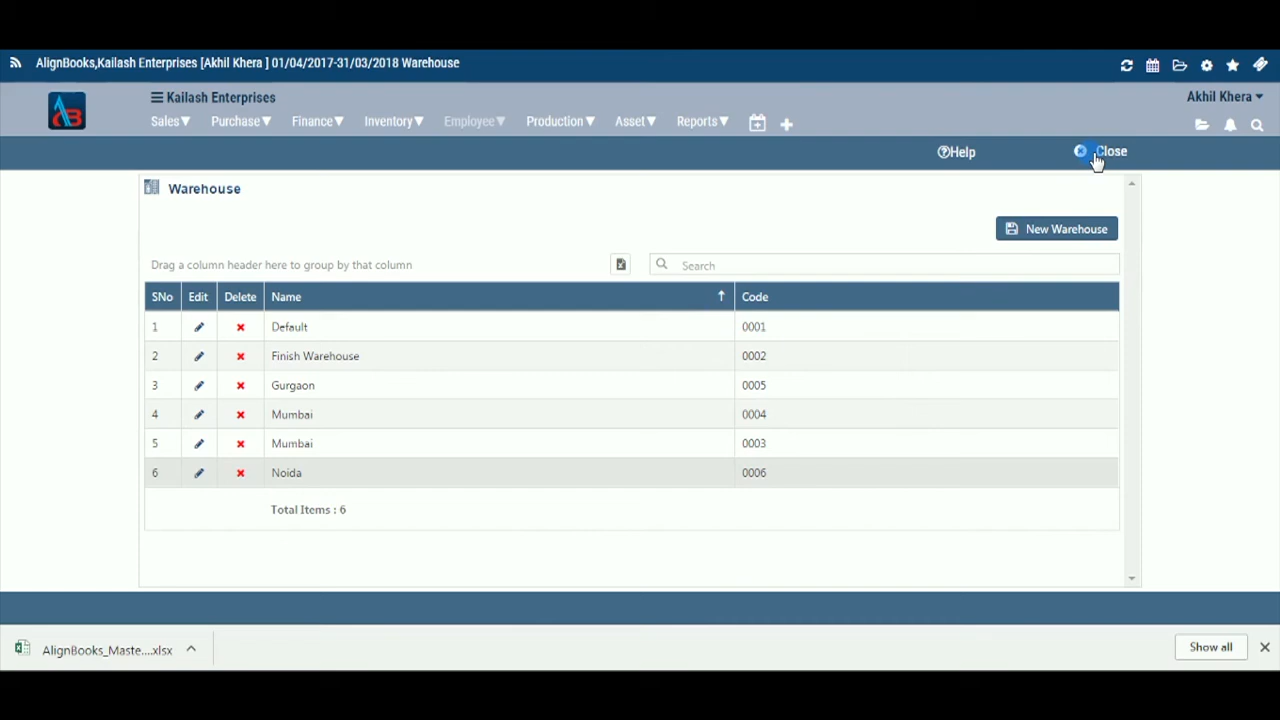 AlignBooks,Kailash Enterprises [Akhil Khera ] 01/04/2017-31/03/2018 Warehouse
Kailash Enterprises
Akhil Khera
Sales Purchase Finance Inventory Employee Production Asset Reports
Help Close
Warehouse
New Warehouse
Drag a column header here to group by that column Search
SNo Edit Delete Name Code
1 Default 0001
2 Finish Warehouse 0002
3 Gurgaon 0005
4 Mumbai 0004
5 Mumbai 0003
6 Noida 0006
Total Items : 6
AlignBooks_Maste....xlsx Show all